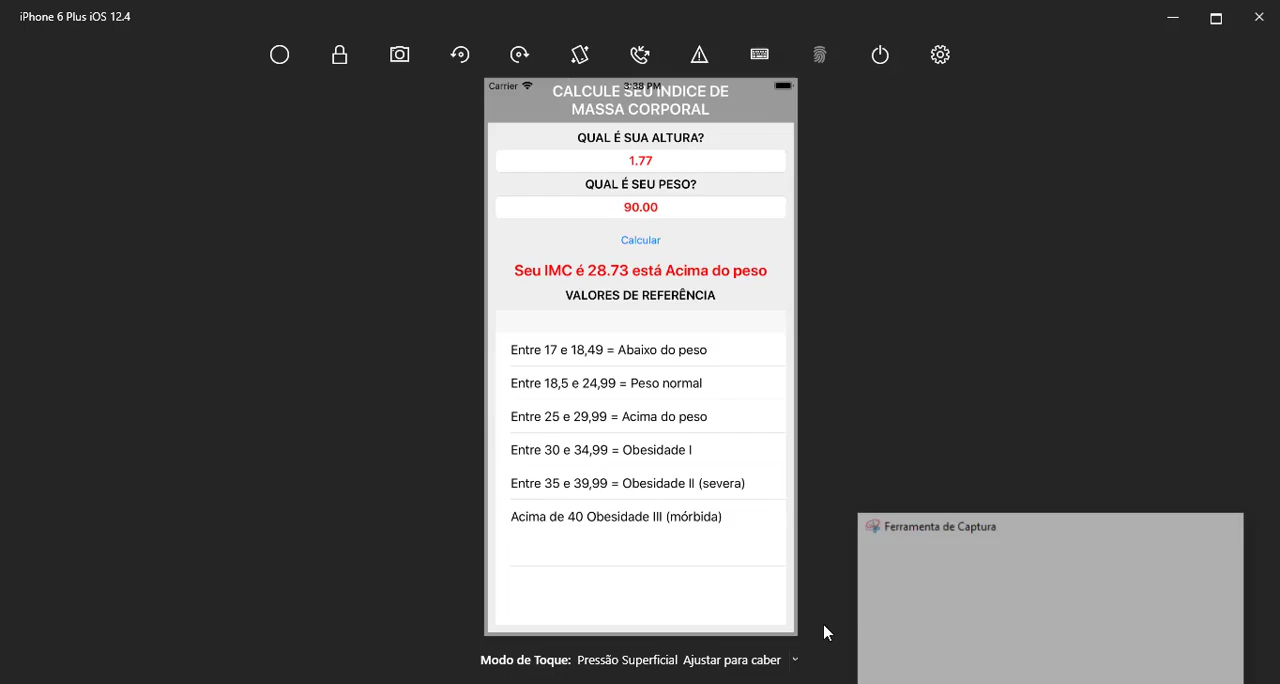 iPhone 6 Plus iOS 12.4
Carrier
3:38 PM
CALCULE SEU INDICE DE
MASSA CORPORAL
QUAL É SUA ALTURA?
1.77
QUAL É SEU PESO?
90.00
Calcular
Seu IMC é 28.73 está Acima do peso
VALORES DE REFERÊNCIA
Entre 17 e 18,49 = Abaixo do peso
Entre 18,5 e 24,99 = Peso normal
Entre 25 e 29,99 = Acima do peso
Entre 30 e 34,99 = Obesidade I
Entre 35 e 39,99 = Obesidade II (severa)
Acima de 40 Obesidade III (mórbida)
Ferramenta de Captura
Modo de Toque: Pressão Superficial Ajustar para caber